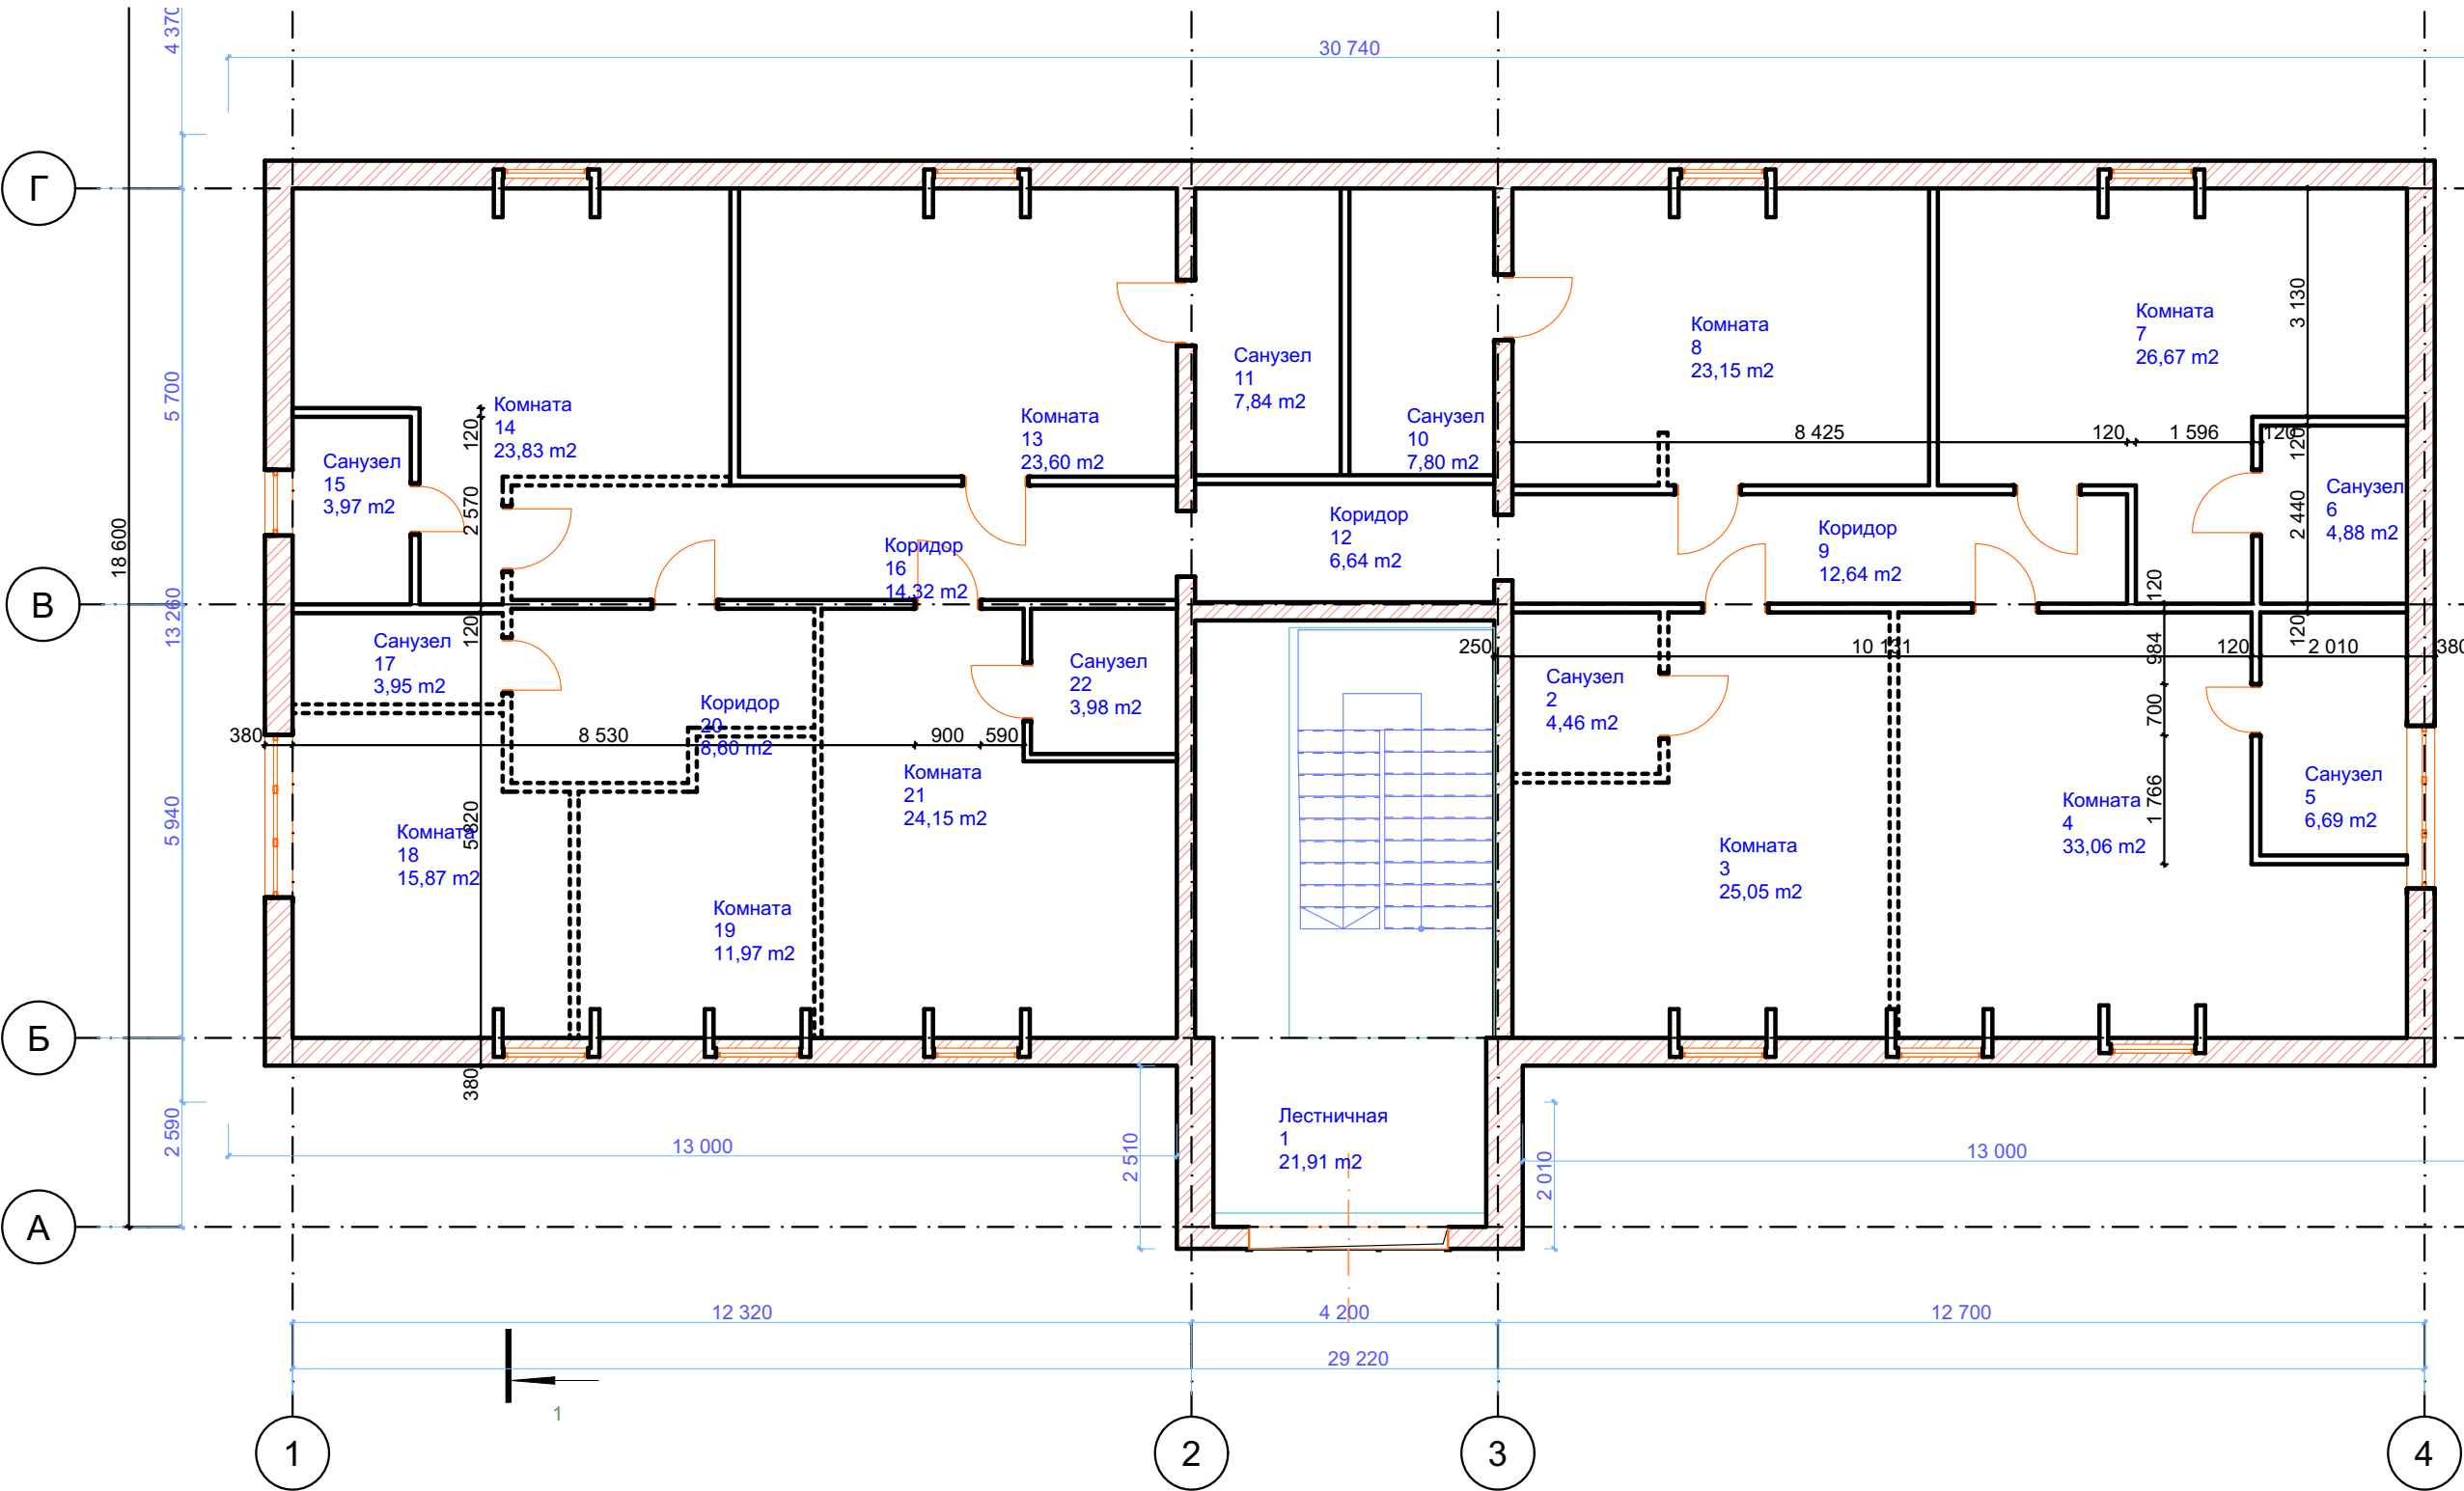 4 370
30 740
Г
5 700
18 600
13 260
В
5 940
Б
2 590
А
Комната
14
23,83 m2
Комната
13
23,60 m2
Санузел
11
7,84 m2
Санузел
10
7,80 m2
Комната
8
23,15 m2
Комната
7
26,67 m2
3 130
8 425
120
1 596
120
120
2 440
120
Санузел
15
3,97 m2
120
2 570
120
Коридор
16
14,32 m2
Коридор
12
6,64 m2
Коридор
9
12,64 m2
Санузел
6
4,88 m2
Санузел
17
3,95 m2
Коридор
20
8,60 m2
Санузел
22
3,98 m2
250
10 131
120
2 010
380
120
984
700
1 766
Санузел
2
4,46 m2
380
8 530
900
590
5 820
380
Комната
21
24,15 m2
Комната
18
15,87 m2
Комната
19
11,97 m2
Комната
3
25,05 m2
Комната
4
33,06 m2
Санузел
5
6,69 m2
Лестничная
1
21,91 m2
13 000
2 510
2 010
13 000
12 320
4 200
12 700
29 220
1
1
2
3
4